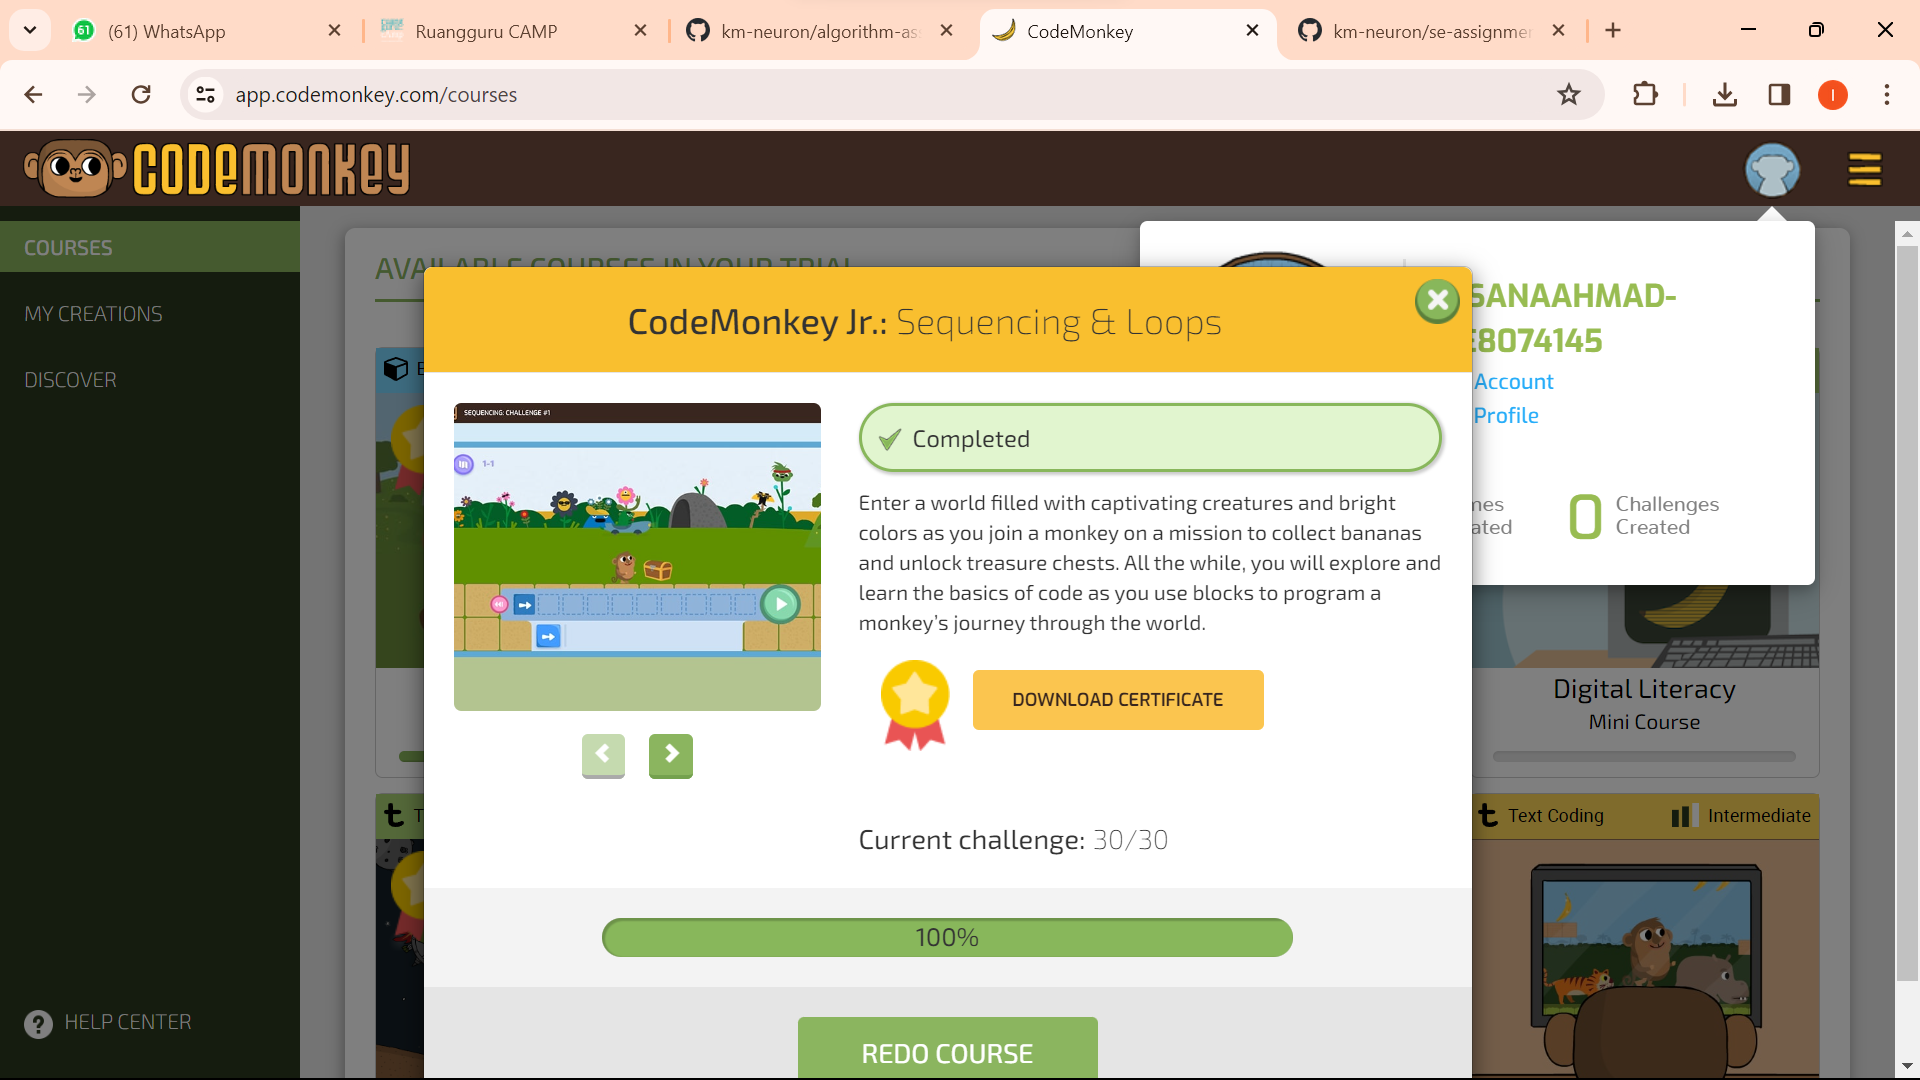 (61) WhatsApp
Ruangguru CAMP
km-neuron/algorithm-as
CodeMonkey
km-neuron/se-assignmen
app.codemonkey.com/courses
I
CODEMONKEY
COURSES
MY CREATIONS
DISCOVER
HELP CENTER
AVAILABLE COURSES IN YOUR TRIAL
SANAAHMAD-
E8074145
Account
Profile
mes
ated
0
Challenges
Created
CodeMonkey Jr.: Sequencing & Loops
SEQUENCING: CHALLENGE #1
1-1
Completed
Enter a world filled with captivating creatures and bright
colors as you join a monkey on a mission to collect bananas
and unlock treasure chests. All the while, you will explore and
learn the basics of code as you use blocks to program a
monkey's journey through the world.
DOWNLOAD CERTIFICATE
Current challenge: 30/30
100%
REDO COURSE
Digital Literacy
Mini Course
t Text Coding
Intermediate